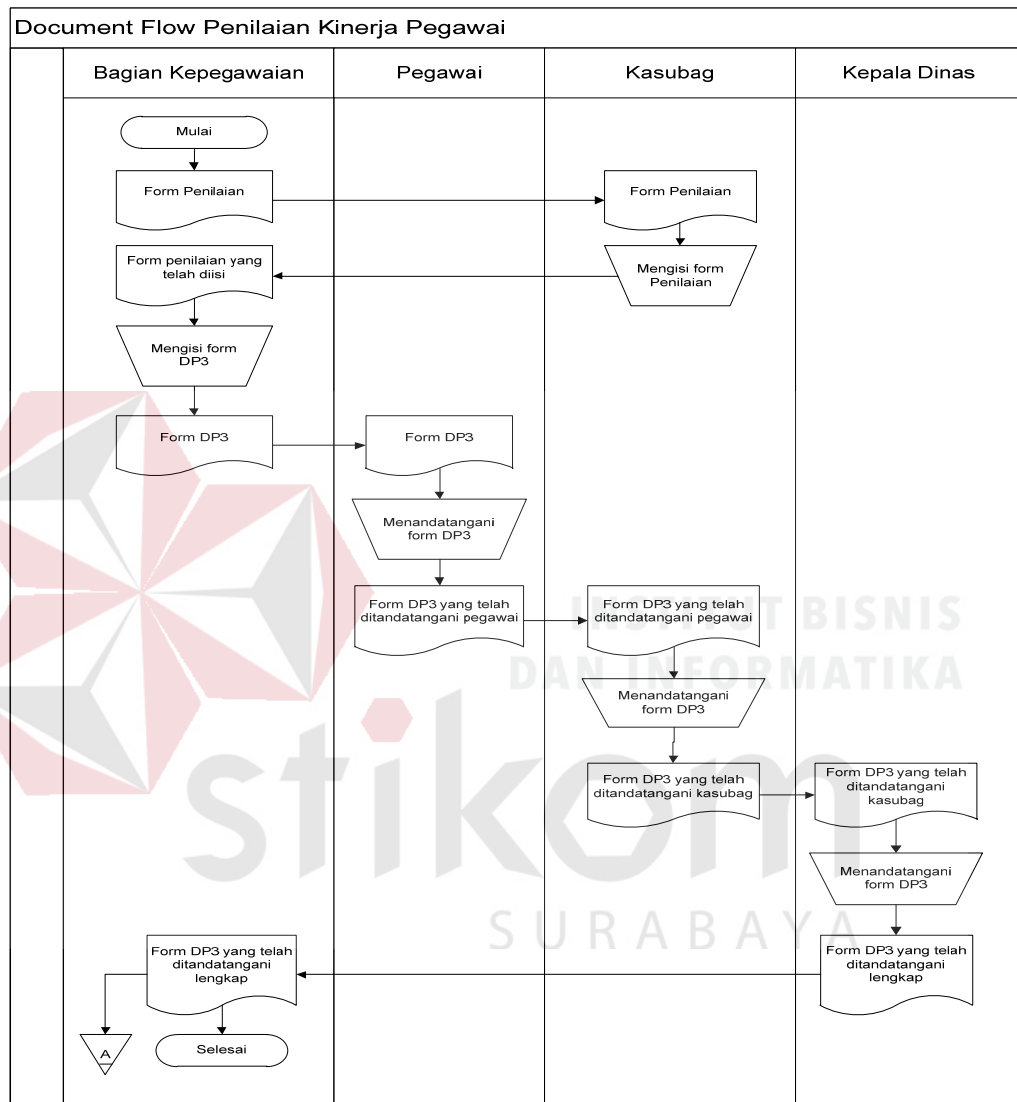 Document Flow Penilaian Kinerja Pegawai
Bagian Kepegawaian
Pegawai
Kasubag
Kepala Dinas
Mulai
Form Penilaian
Form Penilaian
Form penilaian yang
telah diisi
Mengisi form
Penilaian
Mengisi form
DP3
Form DP3
Form DP3
Menandatangani
form DP3
Form DP3 yang telah
ditandatangani pegawai
Form DP3 yang telah
ditandatangani pegawai
INSTITUT BISNIS
DAN INFORMATIKA
Menandatangani
form DP3
stikom
Form DP3 yang telah
ditandatangani kasubag
Form DP3 yang telah
ditandatangani
kasubag
Menandatangani
form DP3
SURABAYA
Form DP3 yang telah
ditandatangani
lengkap
Form DP3 yang telah
ditandatangani
lengkap
A
Selesai